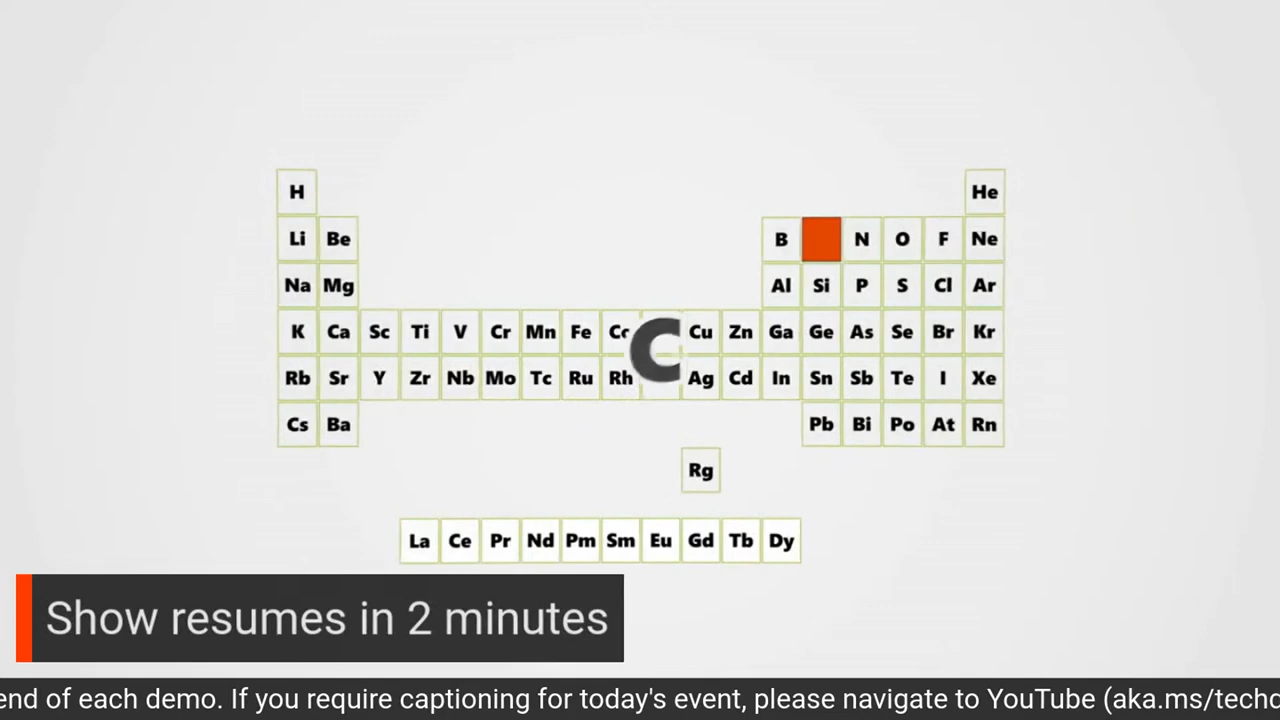 H He
Li Be B N O F Ne
Na Mg Al Si P S Cl Ar
K Ca Sc Ti V Cr Mn Fe Cu Zn Ga Ge As Se Br Kr
C
Rb Sr Y Zr Nb Mo Tc Ru Rh Ag Cd In Sn Sb Te I Xe
Cs Ba Pb Bi Po At Rn
Rg
La Ce Pr Nd Pm Sm Eu Gd Tb Dy
Show resumes in 2 minutes
end of each demo. If you require captioning for today's event, please navigate to YouTube (aka.ms/techd